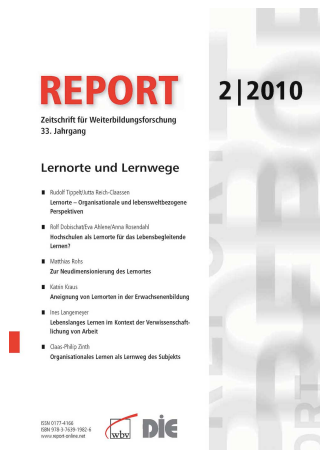 REPORT
2|2010
Zeitschrift für Weiterbildungsforschung
33. Jahrgang
Lernorte und Lernwege
Rudolf Tippelt/Jutta Reich-Claassen
Lernorte – Organisationale und lebensweltbezogene
Perspektiven
Rolf Dobischat/Eva Ahlene/Anna Rosendahl
Hochschulen als Lernorte für das Lebensbegleitende
Lernen?
Matthias Rohs
Zur Neudimensionierung des Lernortes
Katrin Kraus
Aneignung von Lernorten in der Erwachsenenbildung
Ines Langemeyer
Lebenslanges Lernen im Kontext der Verwissenschaft-
lichung von Arbeit
Claas-Philip Zinth
Organisationales Lernen als Lernweg des Subjekts
ISSN 0177-4166
ISBN 978-3-7639-1982-6
www.report-online.net
wbv
DIE